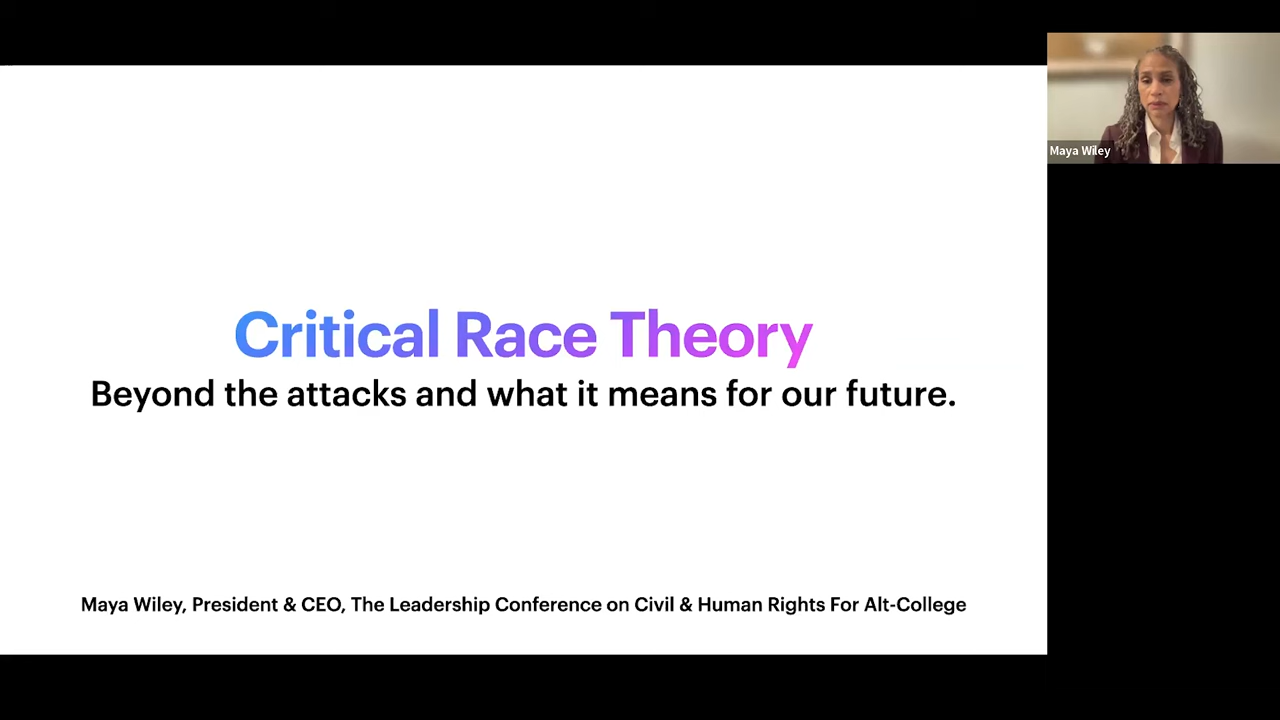 Critical Race Theory
Beyond the attacks and what it means for our future.
Maya Wiley, President & CEO, The Leadership Conference on Civil & Human Rights For Alt-College
Maya Wiley